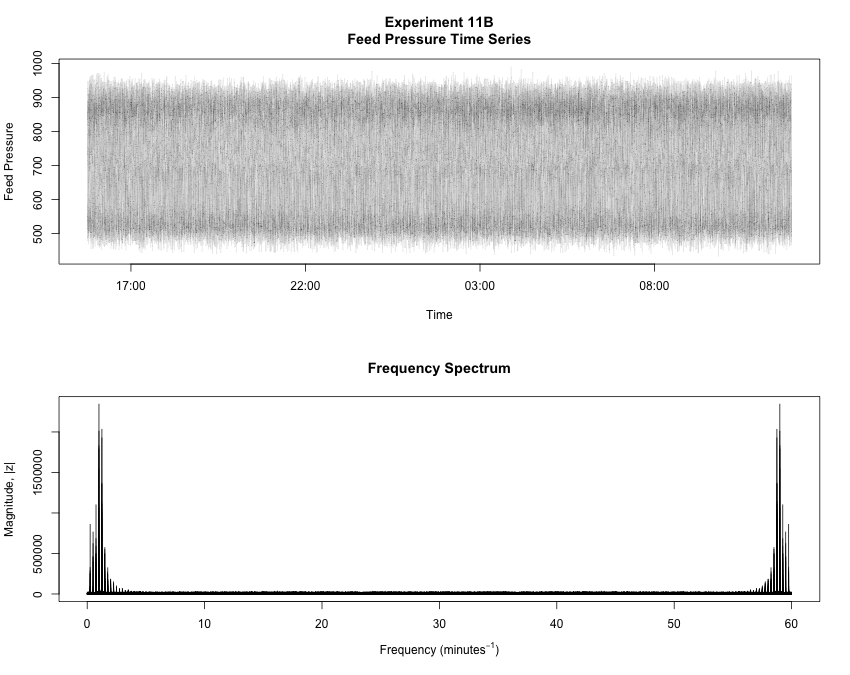 Experiment 11B
Feed Pressure Time Series
1000
900
800
700
600
500
Feed Pressure
17:00 22:00 03:00 08:00
Time
Frequency Spectrum
1500000
500000
0
Magnitude, |z|
0 10 20 30 40 50 60
Frequency (minutes⁻¹)